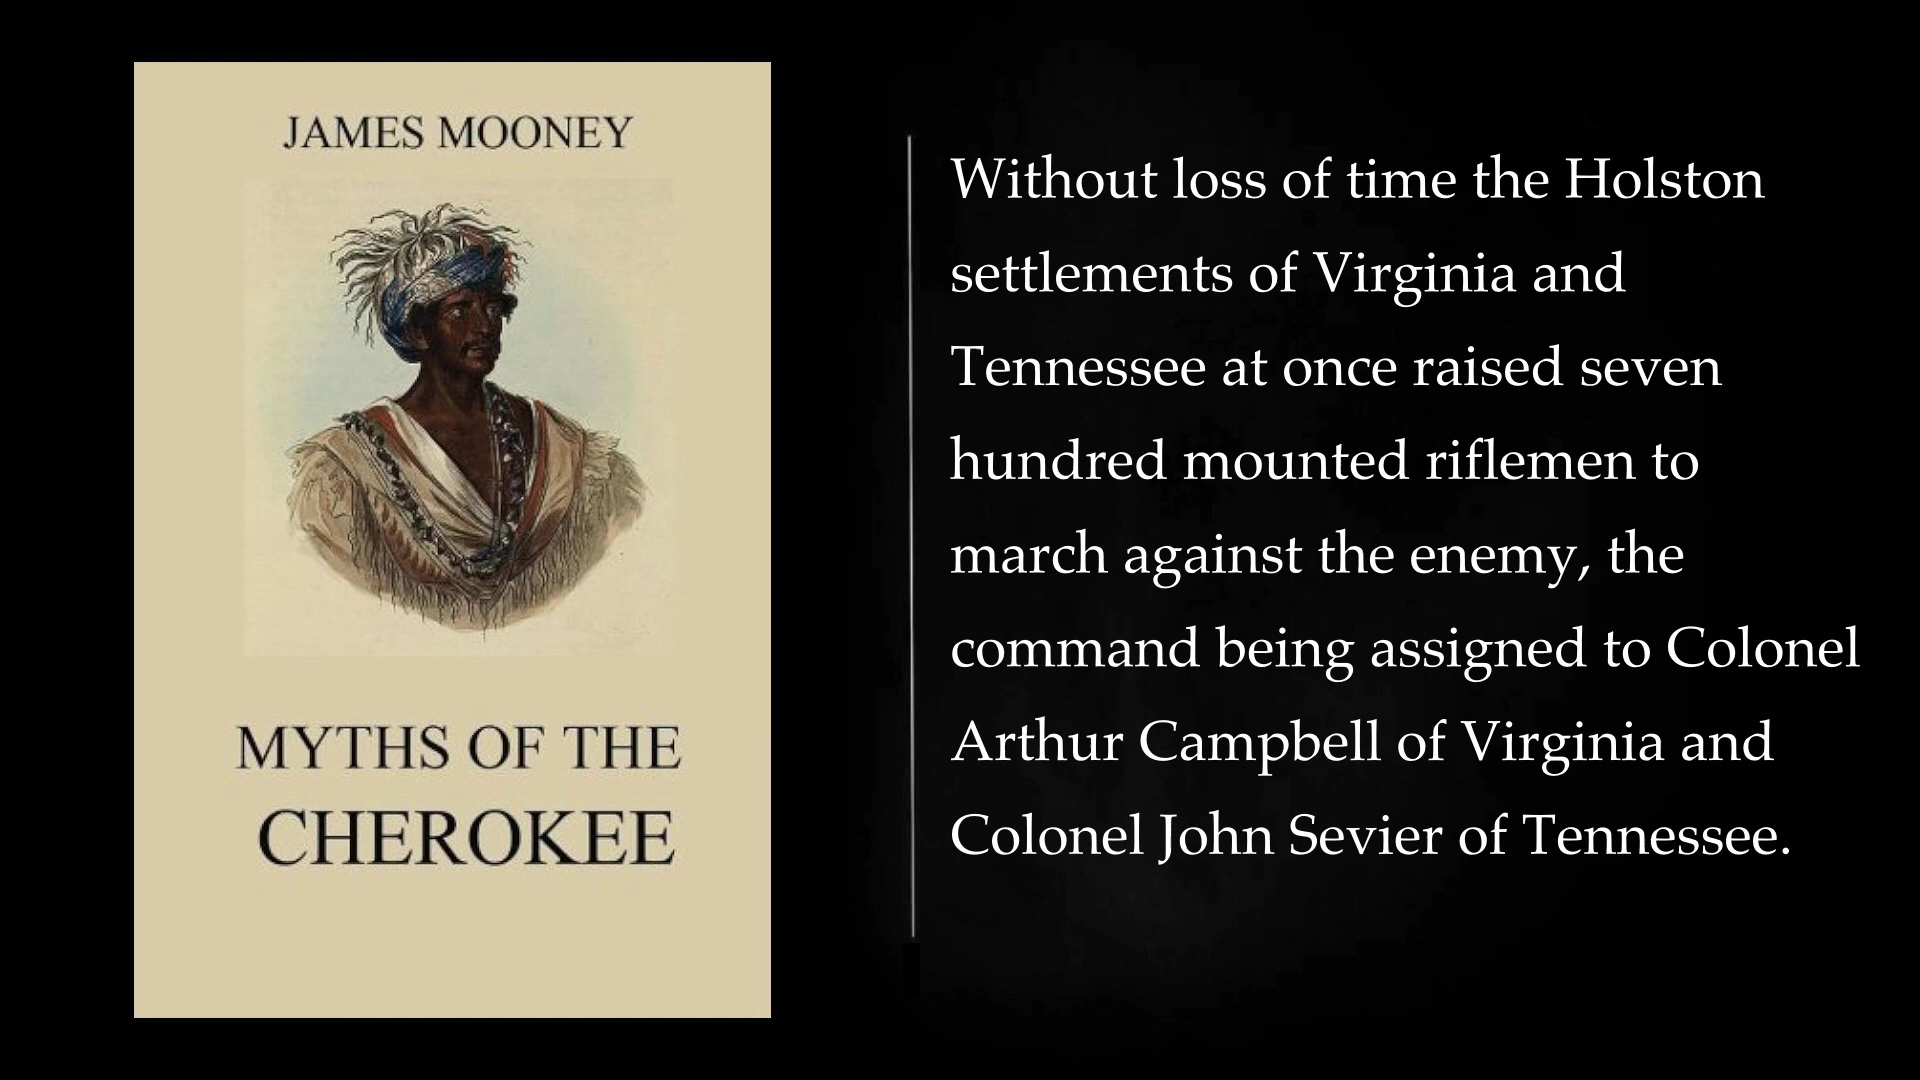 JAMES MOONEY
MYTHS OF THE
CHEROKEE
Without loss of time the Holston
settlements of Virginia and
Tennessee at once raised seven
hundred mounted riflemen to
march against the enemy, the
command being assigned to Colonel
Arthur Campbell of Virginia and
Colonel John Sevier of Tennessee.